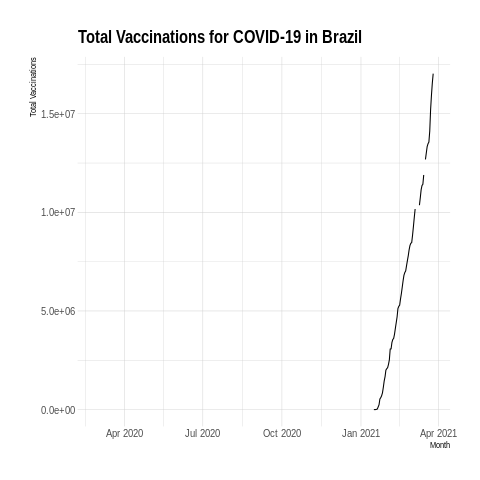 Total Vaccinations for COVID-19 in Brazil
Total Vaccinations
1.5e+07
1.0e+07
5.0e+06
0.0e+00
Apr 2020 Jul 2020 Oct 2020 Jan 2021 Apr 2021
Month